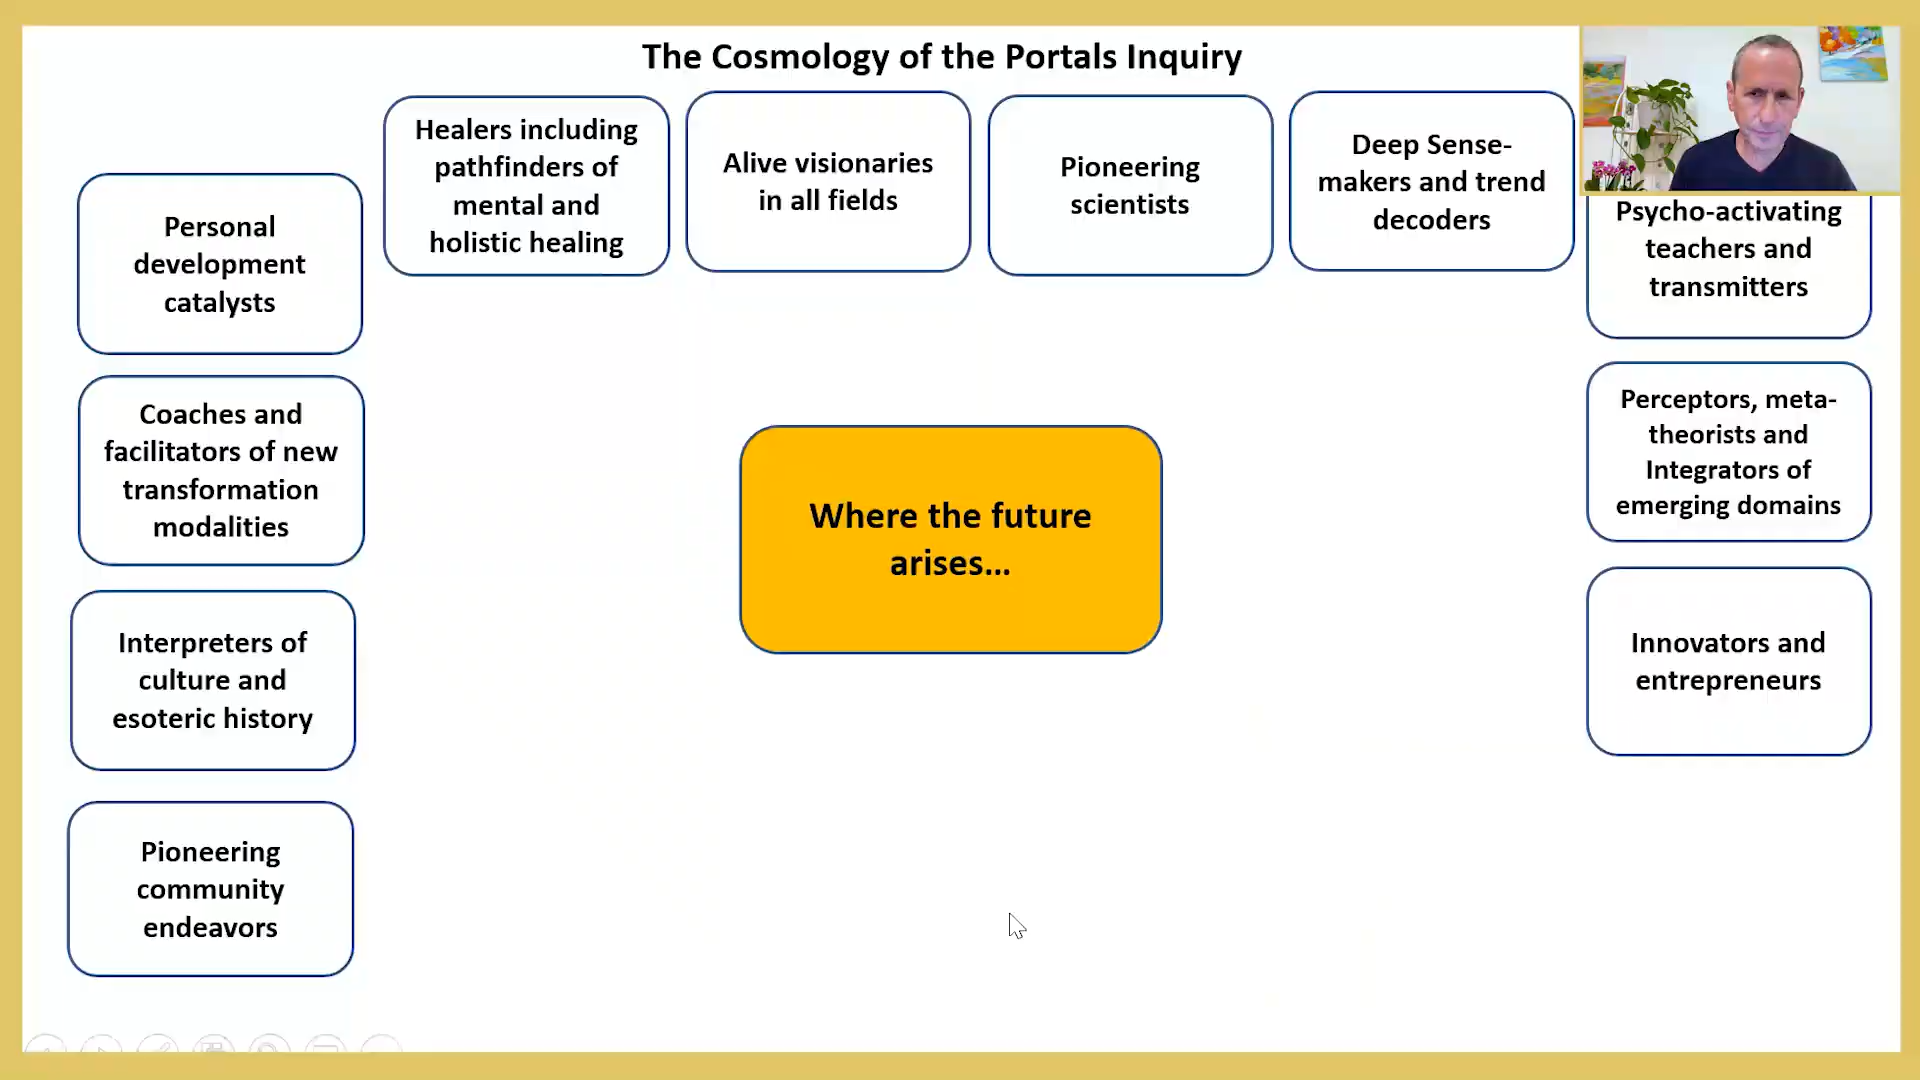 The Cosmology of the Portals Inquiry
Personal
development
catalysts
Healers including
pathfinders of
mental and
holistic healing
Alive visionaries
in all fields
Pioneering
scientists
Deep Sense-
makers and trend
decoders
Psycho-activating
teachers and
transmitters
Coaches and
facilitators of new
transformation
modalities
Where the future
arises...
Perceptors, meta-
theorists and
Integrators of
emerging domains
Interpreters of
culture and
esoteric history
Innovators and
entrepreneurs
Pioneering
community
endeavors